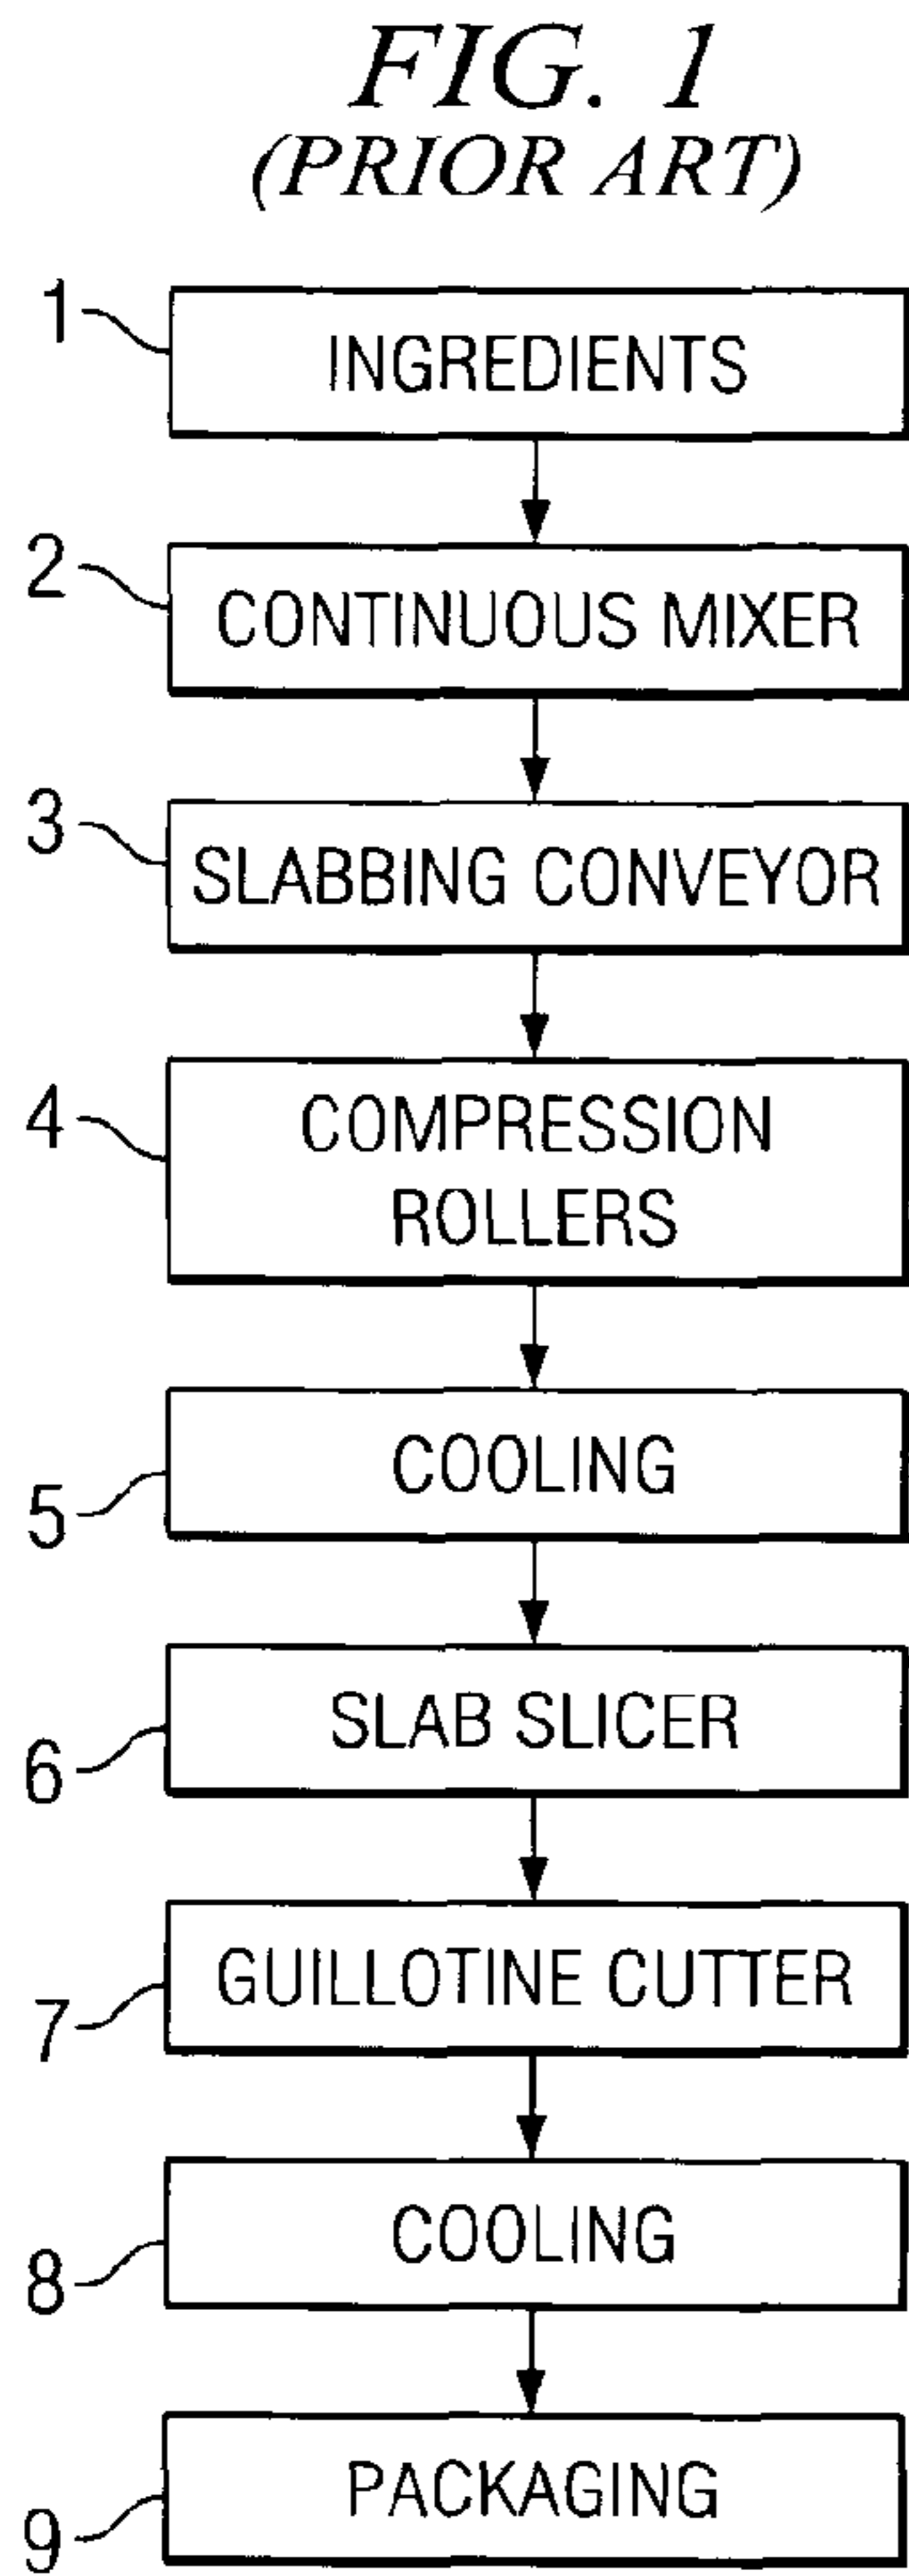 FIG. 1
(PRIOR ART)
1
INGREDIENTS
2
CONTINUOUS MIXER
3
SLABBING CONVEYOR
4
COMPRESSION
ROLLERS
COOLING
5
SLAB SLICER
6
GUILLOTINE CUTTER
7
COOLING
8
PACKAGING
9